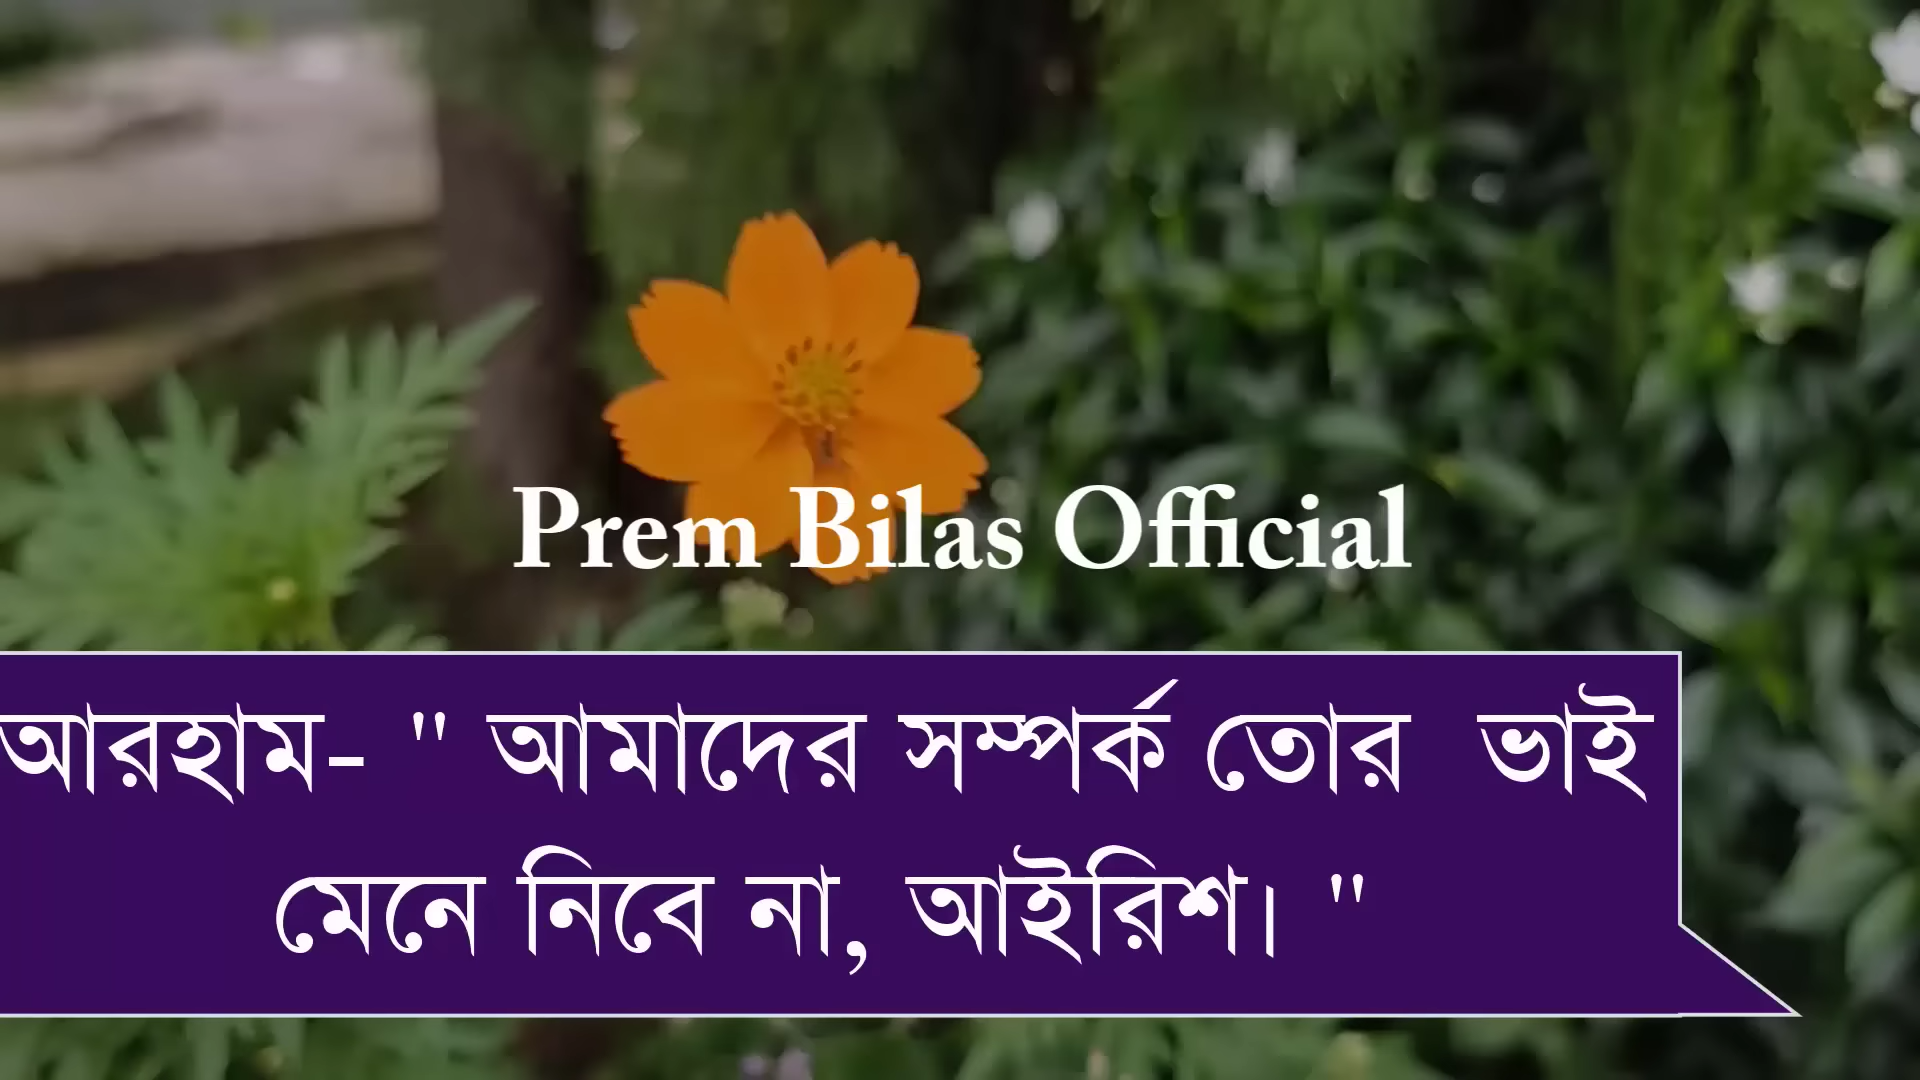 Prem Bilas Official
আরহাম- " আমাদের সম্পর্ক তোর ভাই
মেনে নিবে না, আইরিশ। "